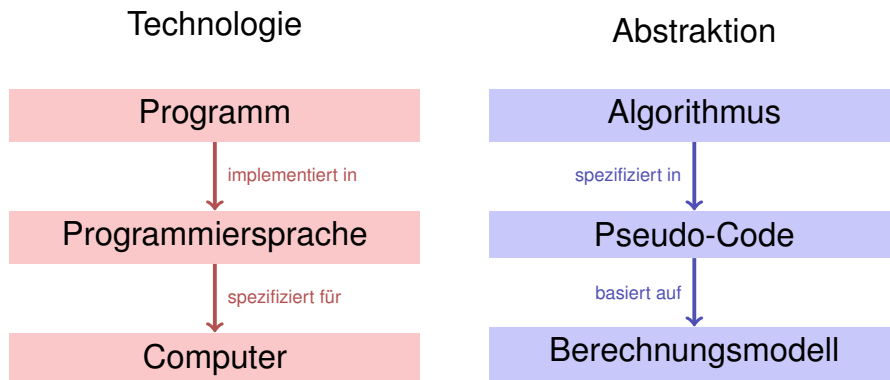 Technologie
Abstraktion
Programm
Algorithmus
implementiert in
spezifiziert in
Programmiersprache
Pseudo-Code
spezifiziert für
basiert auf
Computer
Berechnungsmodell